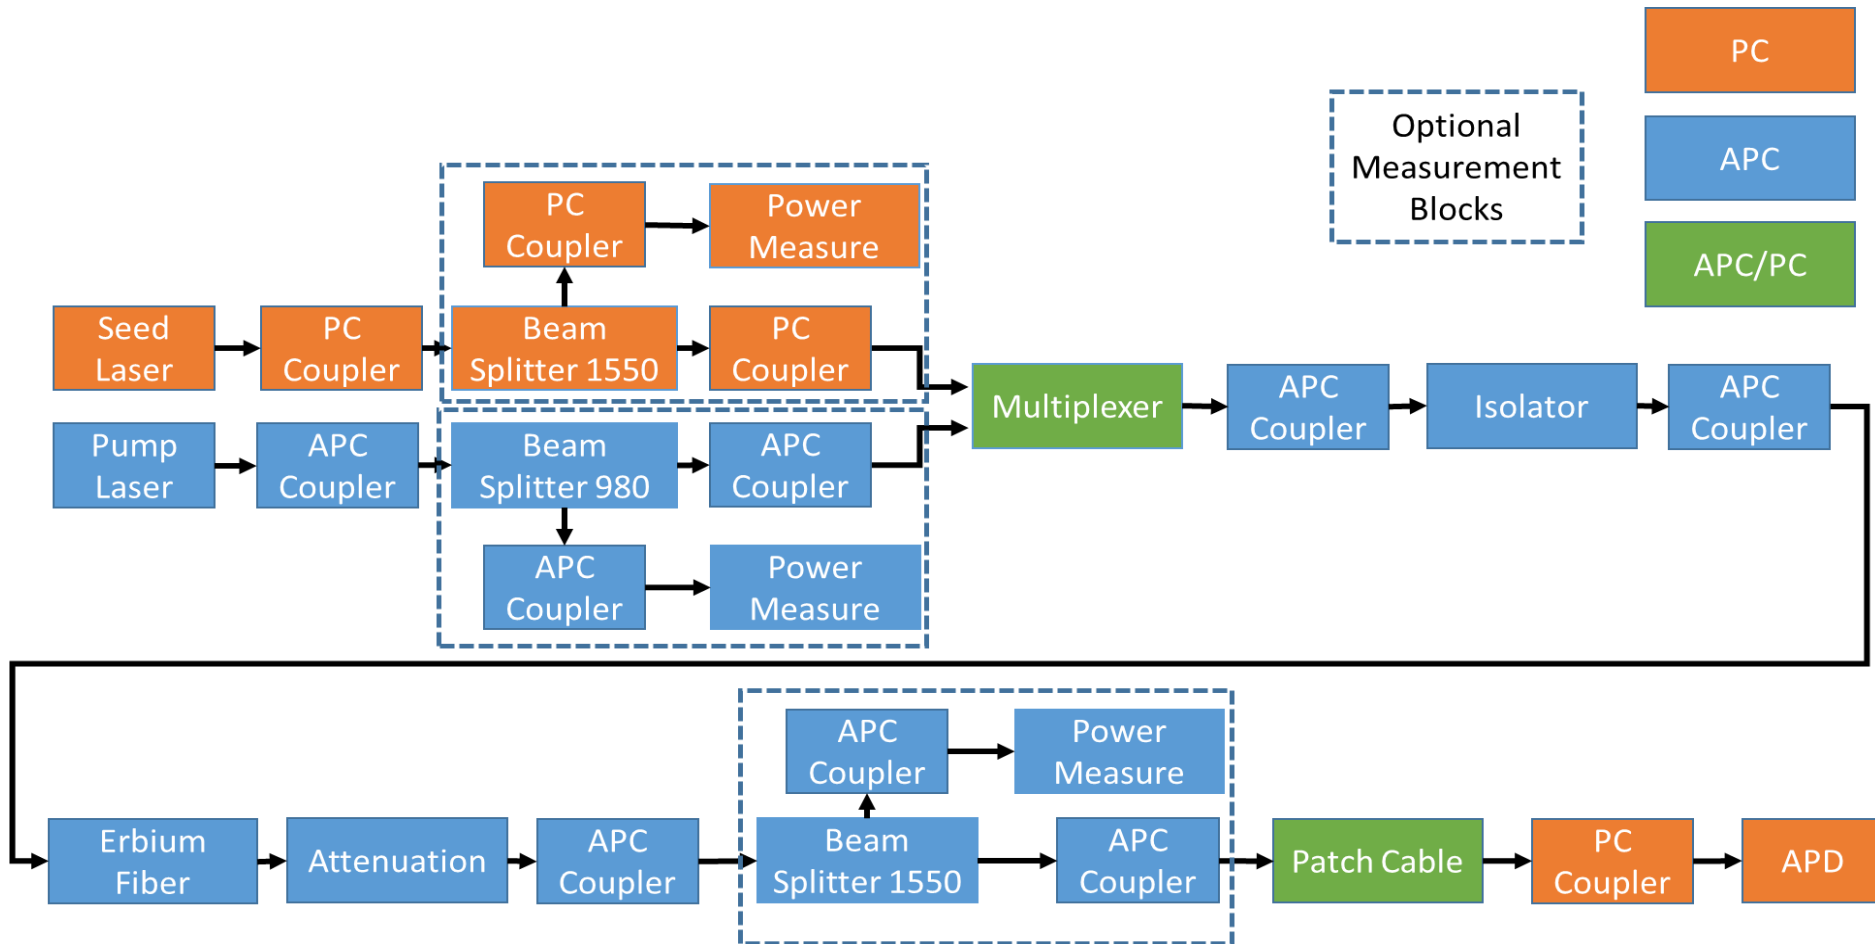 PC
APC
APC/PC
Optional
Measurement
Blocks
PC
Coupler
Power
Measure
Seed
Laser
PC
Coupler
Beam
Splitter 1550
PC
Coupler
Pump
Laser
APC
Coupler
Beam
Splitter 980
APC
Coupler
APC
Coupler
Power
Measure
Multiplexer
APC
Coupler
Isolator
APC
Coupler
APC
Coupler
Power
Measure
Erbium
Fiber
Attenuation
APC
Coupler
Beam
Splitter 1550
APC
Coupler
Patch Cable
PC
Coupler
APD